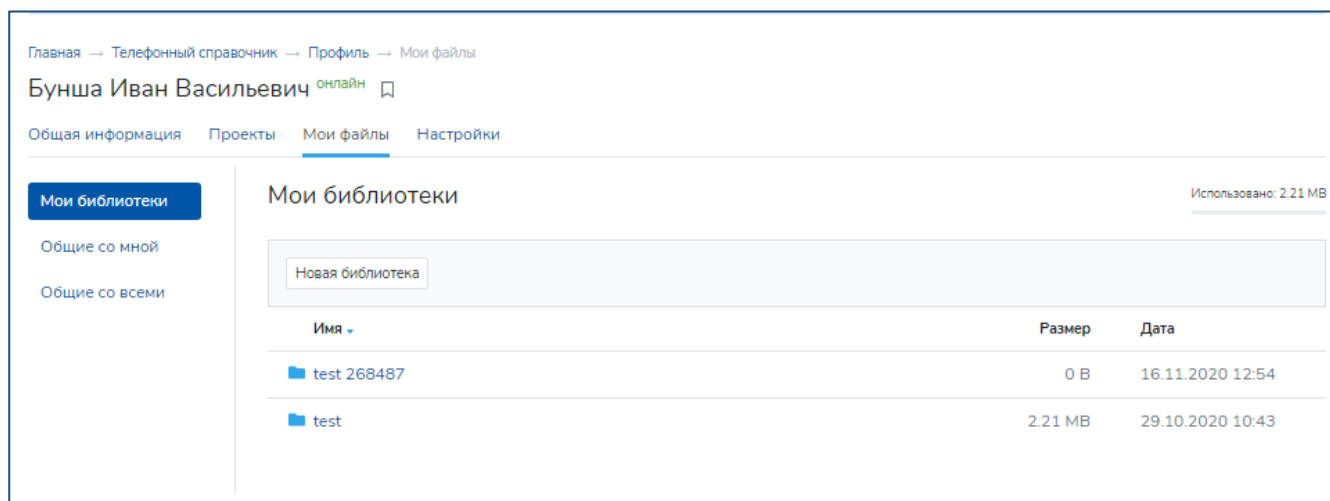 Главная → Телефонный справочник → Профиль → Мои файлы
Бунша Иван Васильевич онлайн
Общая информация Проекты Мои файлы Настройки
Мои библиотеки
Общие со мной
Общие со всеми
Мои библиотеки
Использовано: 2.21 MB
Новая библиотека
Имя Размер Дата
test 268487 0 B 16.11.2020 12:54
test 2.21 MB 29.10.2020 10:43